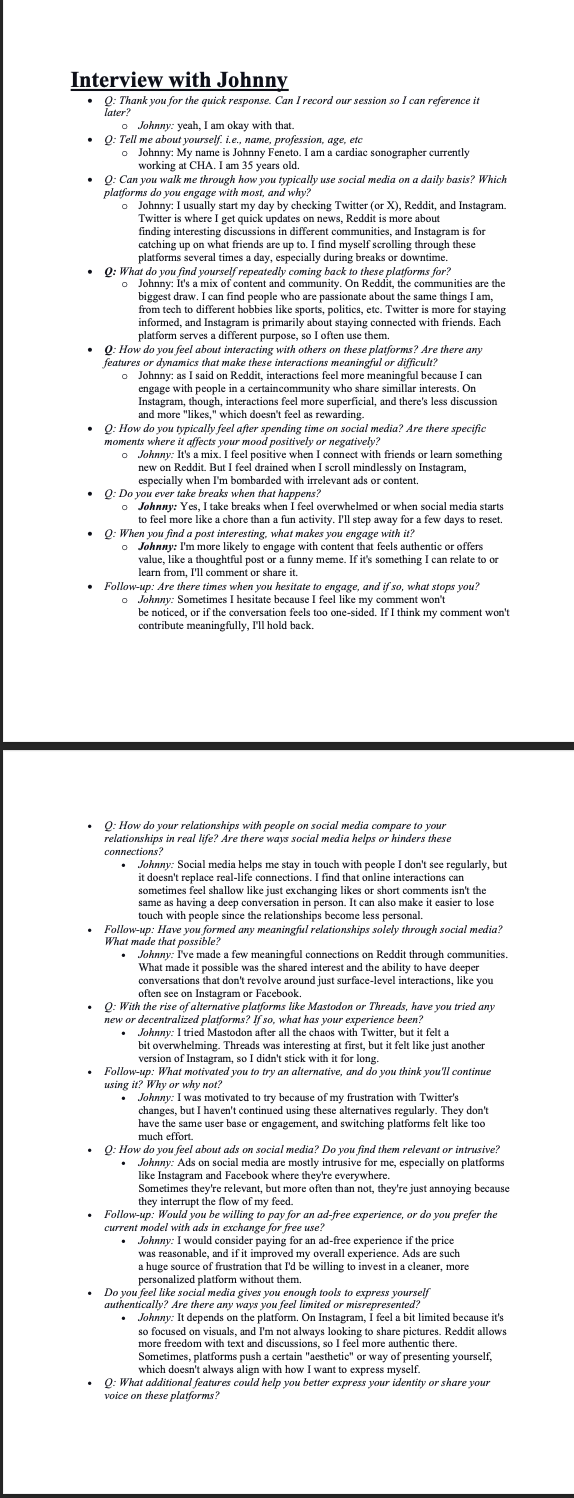 Interview with Johnny
• Q: Thank you for the quick response. Can I record our session so I can reference it
later?
o Johnny: yeah, I am okay with that.
• Q: Tell me about yourself. i.e., name, profession, age, etc
o Johnny: My name is Johnny Feneto. I am a cardiac sonographer currently
working at CHA. I am 35 years old.
• Q: Can you walk me through how you typically use social media on a daily basis? Which
platforms do you engage with most, and why?
o Johnny: I usually start my day by checking Twitter (or X), Reddit, and Instagram.
Twitter is where I get quick updates on news, Reddit is more about
finding interesting discussions in different communities, and Instagram is for
catching up on what friends are up to. I find myself scrolling through these
platforms several times a day, especially during breaks or downtime.
• Q: What do you find yourself repeatedly coming back to these platforms for?
o Johnny: It's a mix of content and community. On Reddit, the communities are the
biggest draw. I can find people who are passionate about the same things I am,
from tech to different hobbies like sports, politics, etc. Twitter is more for staying
informed, and Instagram is primarily about staying connected with friends. Each
platform serves a different purpose, so I often use them.
• Q: How do you feel about interacting with others on these platforms? Are there any
features or dynamics that make these interactions meaningful or difficult?
o Johnny: as I said on Reddit, interactions feel more meaningful because I can
engage with people in a certaincommunity who share simillar interests. On
Instagram, though, interactions feel more superficial, and there's less discussion
and more "likes," which doesn't feel as rewarding.
• Q: How do you typically feel after spending time on social media? Are there specific
moments where it affects your mood positively or negatively?
o Johnny: It's a mix. I feel positive when I connect with friends or learn something
new on Reddit. But I feel drained when I scroll mindlessly on Instagram,
especially when I'm bombarded with irrelevant ads or content.
• Q: Do you ever take breaks when that happens?
o Johnny: Yes, I take breaks when I feel overwhelmed or when social media starts
to feel more like a chore than a fun activity. I'll step away for a few days to reset.
• Q: When you find a post interesting, what makes you engage with it?
o Johnny: I'm more likely to engage with content that feels authentic or offers
value, like a thoughtful post or a funny meme. If it's something I can relate to or
learn from, I'll comment or share it.
• Follow-up: Are there times when you hesitate to engage, and if so, what stops you?
o Johnny: Sometimes I hesitate because I feel like my comment won't
be noticed, or if the conversation feels too one-sided. If I think my comment won't
contribute meaningfully, I'll hold back.
• Q: How do your relationships with people on social media compare to your
relationships in real life? Are there ways social media helps or hinders these
connections?
• Johnny: Social media helps me stay in touch with people I don't see regularly, but
it doesn't replace real-life connections. I find that online interactions can
sometimes feel shallow like just exchanging likes or short comments isn't the
same as having a deep conversation in person. It can also make it easier to lose
touch with people since the relationships become less personal.
• Follow-up: Have you formed any meaningful relationships solely through social media?
What made that possible?
• Johnny: I've made a few meaningful connections on Reddit through communities.
What made it possible was the shared interest and the ability to have deeper
conversations that don't revolve around just surface-level interactions, like you
often see on Instagram or Facebook.
• Q: With the rise of alternative platforms like Mastodon or Threads, have you tried any
new or decentralized platforms? If so, what has your experience been?
• Johnny: I tried Mastodon after all the chaos with Twitter, but it felt a
bit overwhelming. Threads was interesting at first, but it felt like just another
version of Instagram, so I didn't stick with it for long.
• Follow-up: What motivated you to try an alternative, and do you think you'll continue
using it? Why or why not?
• Johnny: I was motivated to try because of my frustration with Twitter's
changes, but I haven't continued using these alternatives regularly. They don't
have the same user base or engagement, and switching platforms felt like too
much effort.
• Q: How do you feel about ads on social media? Do you find them relevant or intrusive?
• Johnny: Ads on social media are mostly intrusive for me, especially on platforms
like Instagram and Facebook where they're everywhere.
Sometimes they're relevant, but more often than not, they're just annoying because
they interrupt the flow of my feed.
• Follow-up: Would you be willing to pay for an ad-free experience, or do you prefer the
current model with ads in exchange for free use?
• Johnny: I would consider paying for an ad-free experience if the price
was reasonable, and if it improved my overall experience. Ads are such
a huge source of frustration that I'd be willing to invest in a cleaner, more
personalized platform without them.
• Do you feel like social media gives you enough tools to express yourself
authentically? Are there any ways you feel limited or misrepresented?
• Johnny: It depends on the platform. On Instagram, I feel a bit limited because it's
so focused on visuals, and I'm not always looking to share pictures. Reddit allows
more freedom with text and discussions, so I feel more authentic there.
Sometimes, platforms push a certain "aesthetic" or way of presenting yourself,
which doesn't always align with how I want to express myself.
• Q: What additional features could help you better express your identity or share your
voice on these platforms?